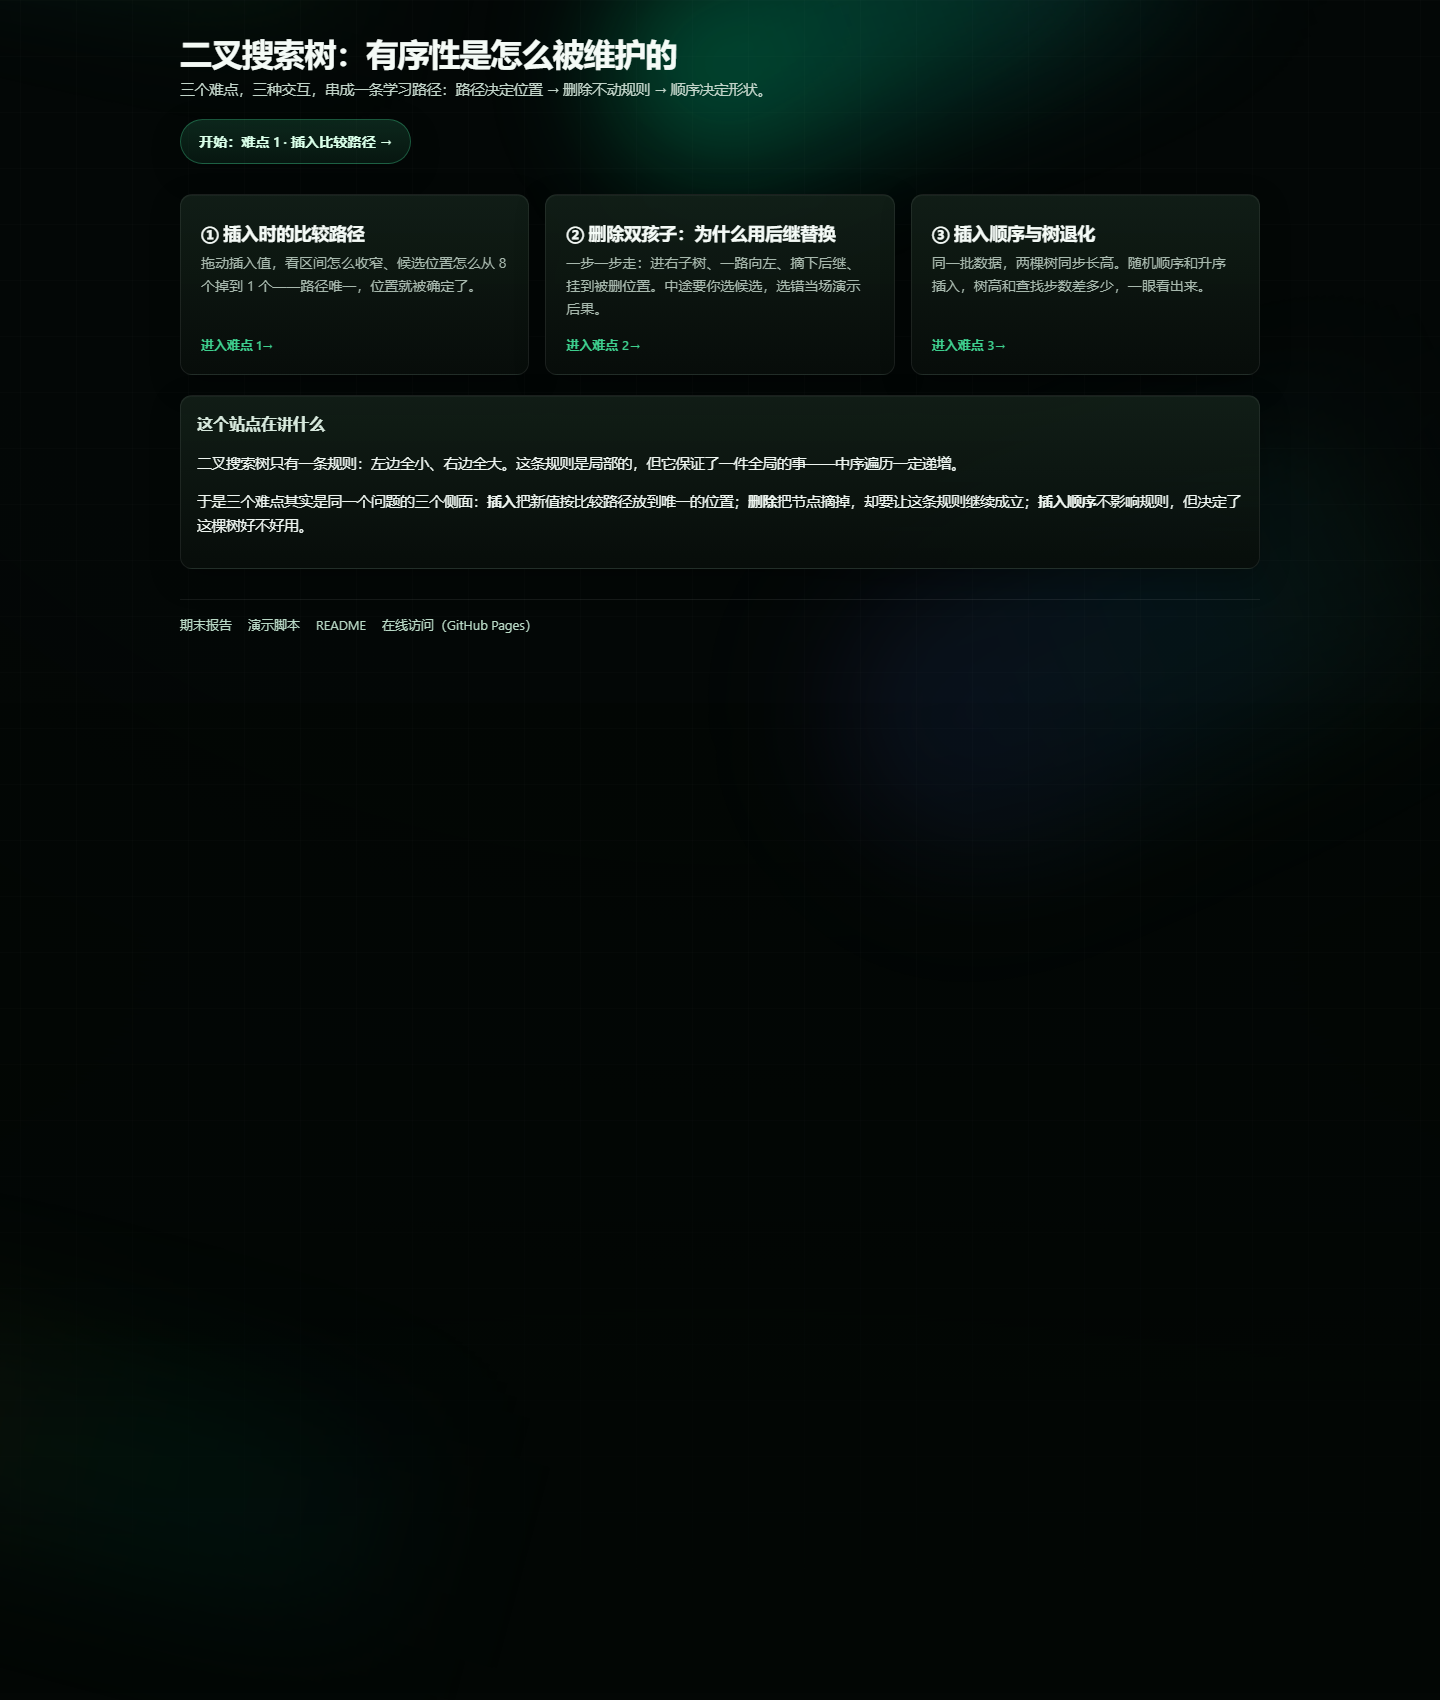 二叉搜索树：有序性是怎么被维护的
三个难点，三种交互，串成一条学习路径：路径决定位置 → 删除不动规则 → 顺序决定形状。
开始：难点 1 · 插入比较路径 →
① 插入时的比较路径
拖动插入值，看区间怎么收窄、候选位置怎么从 8
个掉到 1 个——路径唯一，位置就被确定了。
进入难点 1→
② 删除双孩子：为什么用后继替换
一步一步走：进右子树、一路向左、摘下后继、
挂到被删位置。中途要你选候选，选错当场演示
后果。
进入难点 2→
③ 插入顺序与树退化
同一批数据，两棵树同步长高。随机顺序和升序
插入，树高和查找步数差多少，一眼看出来。
进入难点 3→
这个站点在讲什么
二叉搜索树只有一条规则：左边全小、右边全大。这条规则是局部的，但它保证了一件全局的事——中序遍历一定递增。
于是三个难点其实是同一个问题的三个侧面：插入把新值按比较路径放到唯一的位置；删除把节点摘掉，却要让这条规则继续成立；插入顺序不影响规则，但决定了
这棵树好不好用。
期末报告 演示脚本 README 在线访问（GitHub Pages）